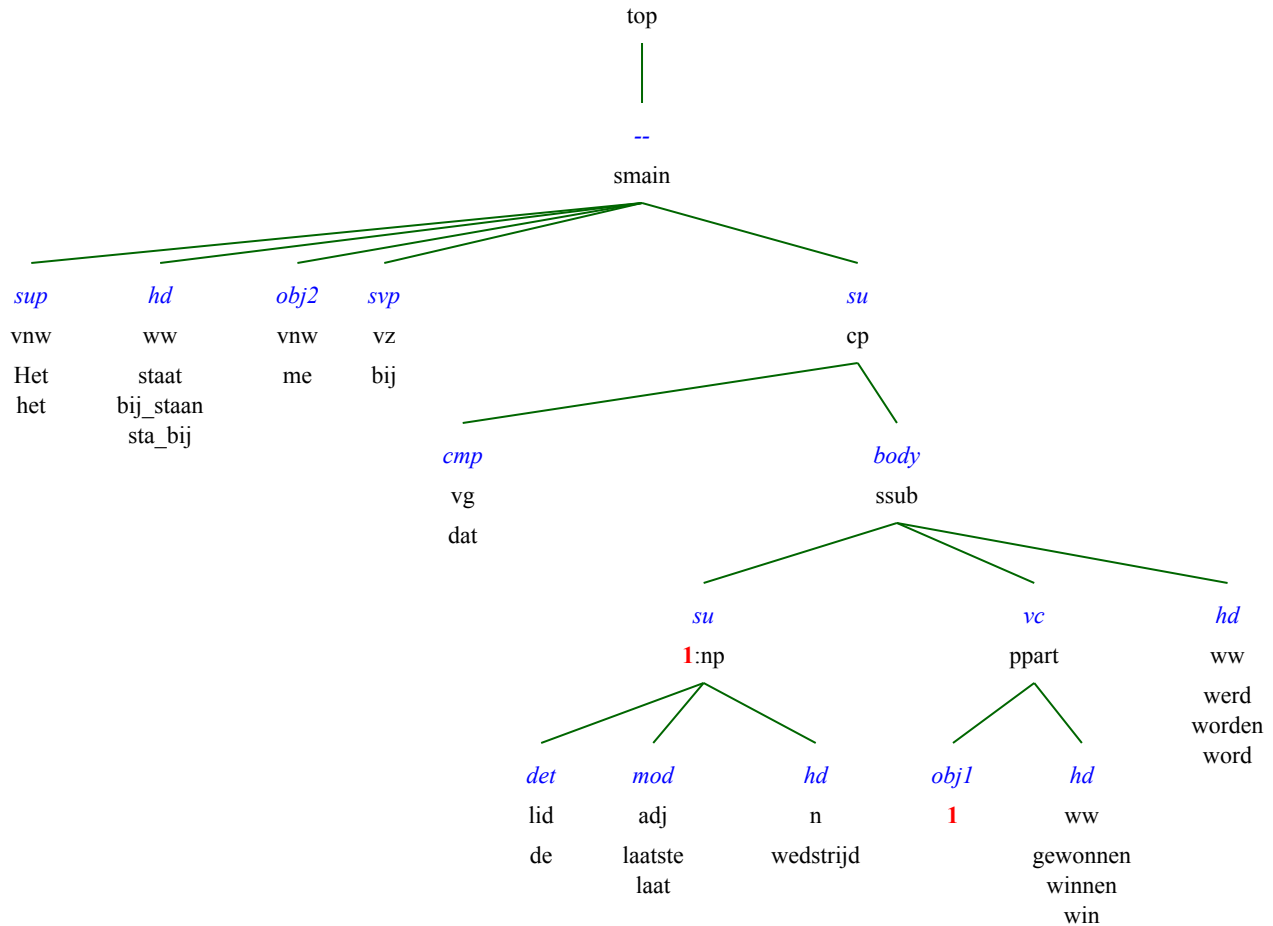 top
--
smain
sup hd obj2 svp su
vnw ww vnw vz cp
Het staat me bij
het bij_staan
sta_bij
cmp body
vg ssub
dat
su vc hd
1:np ppart ww
werd
worden
word
det mod hd obj1 hd
lid adj n 1 ww
de laatste wedstrijd gewonnen
laat winnen
win